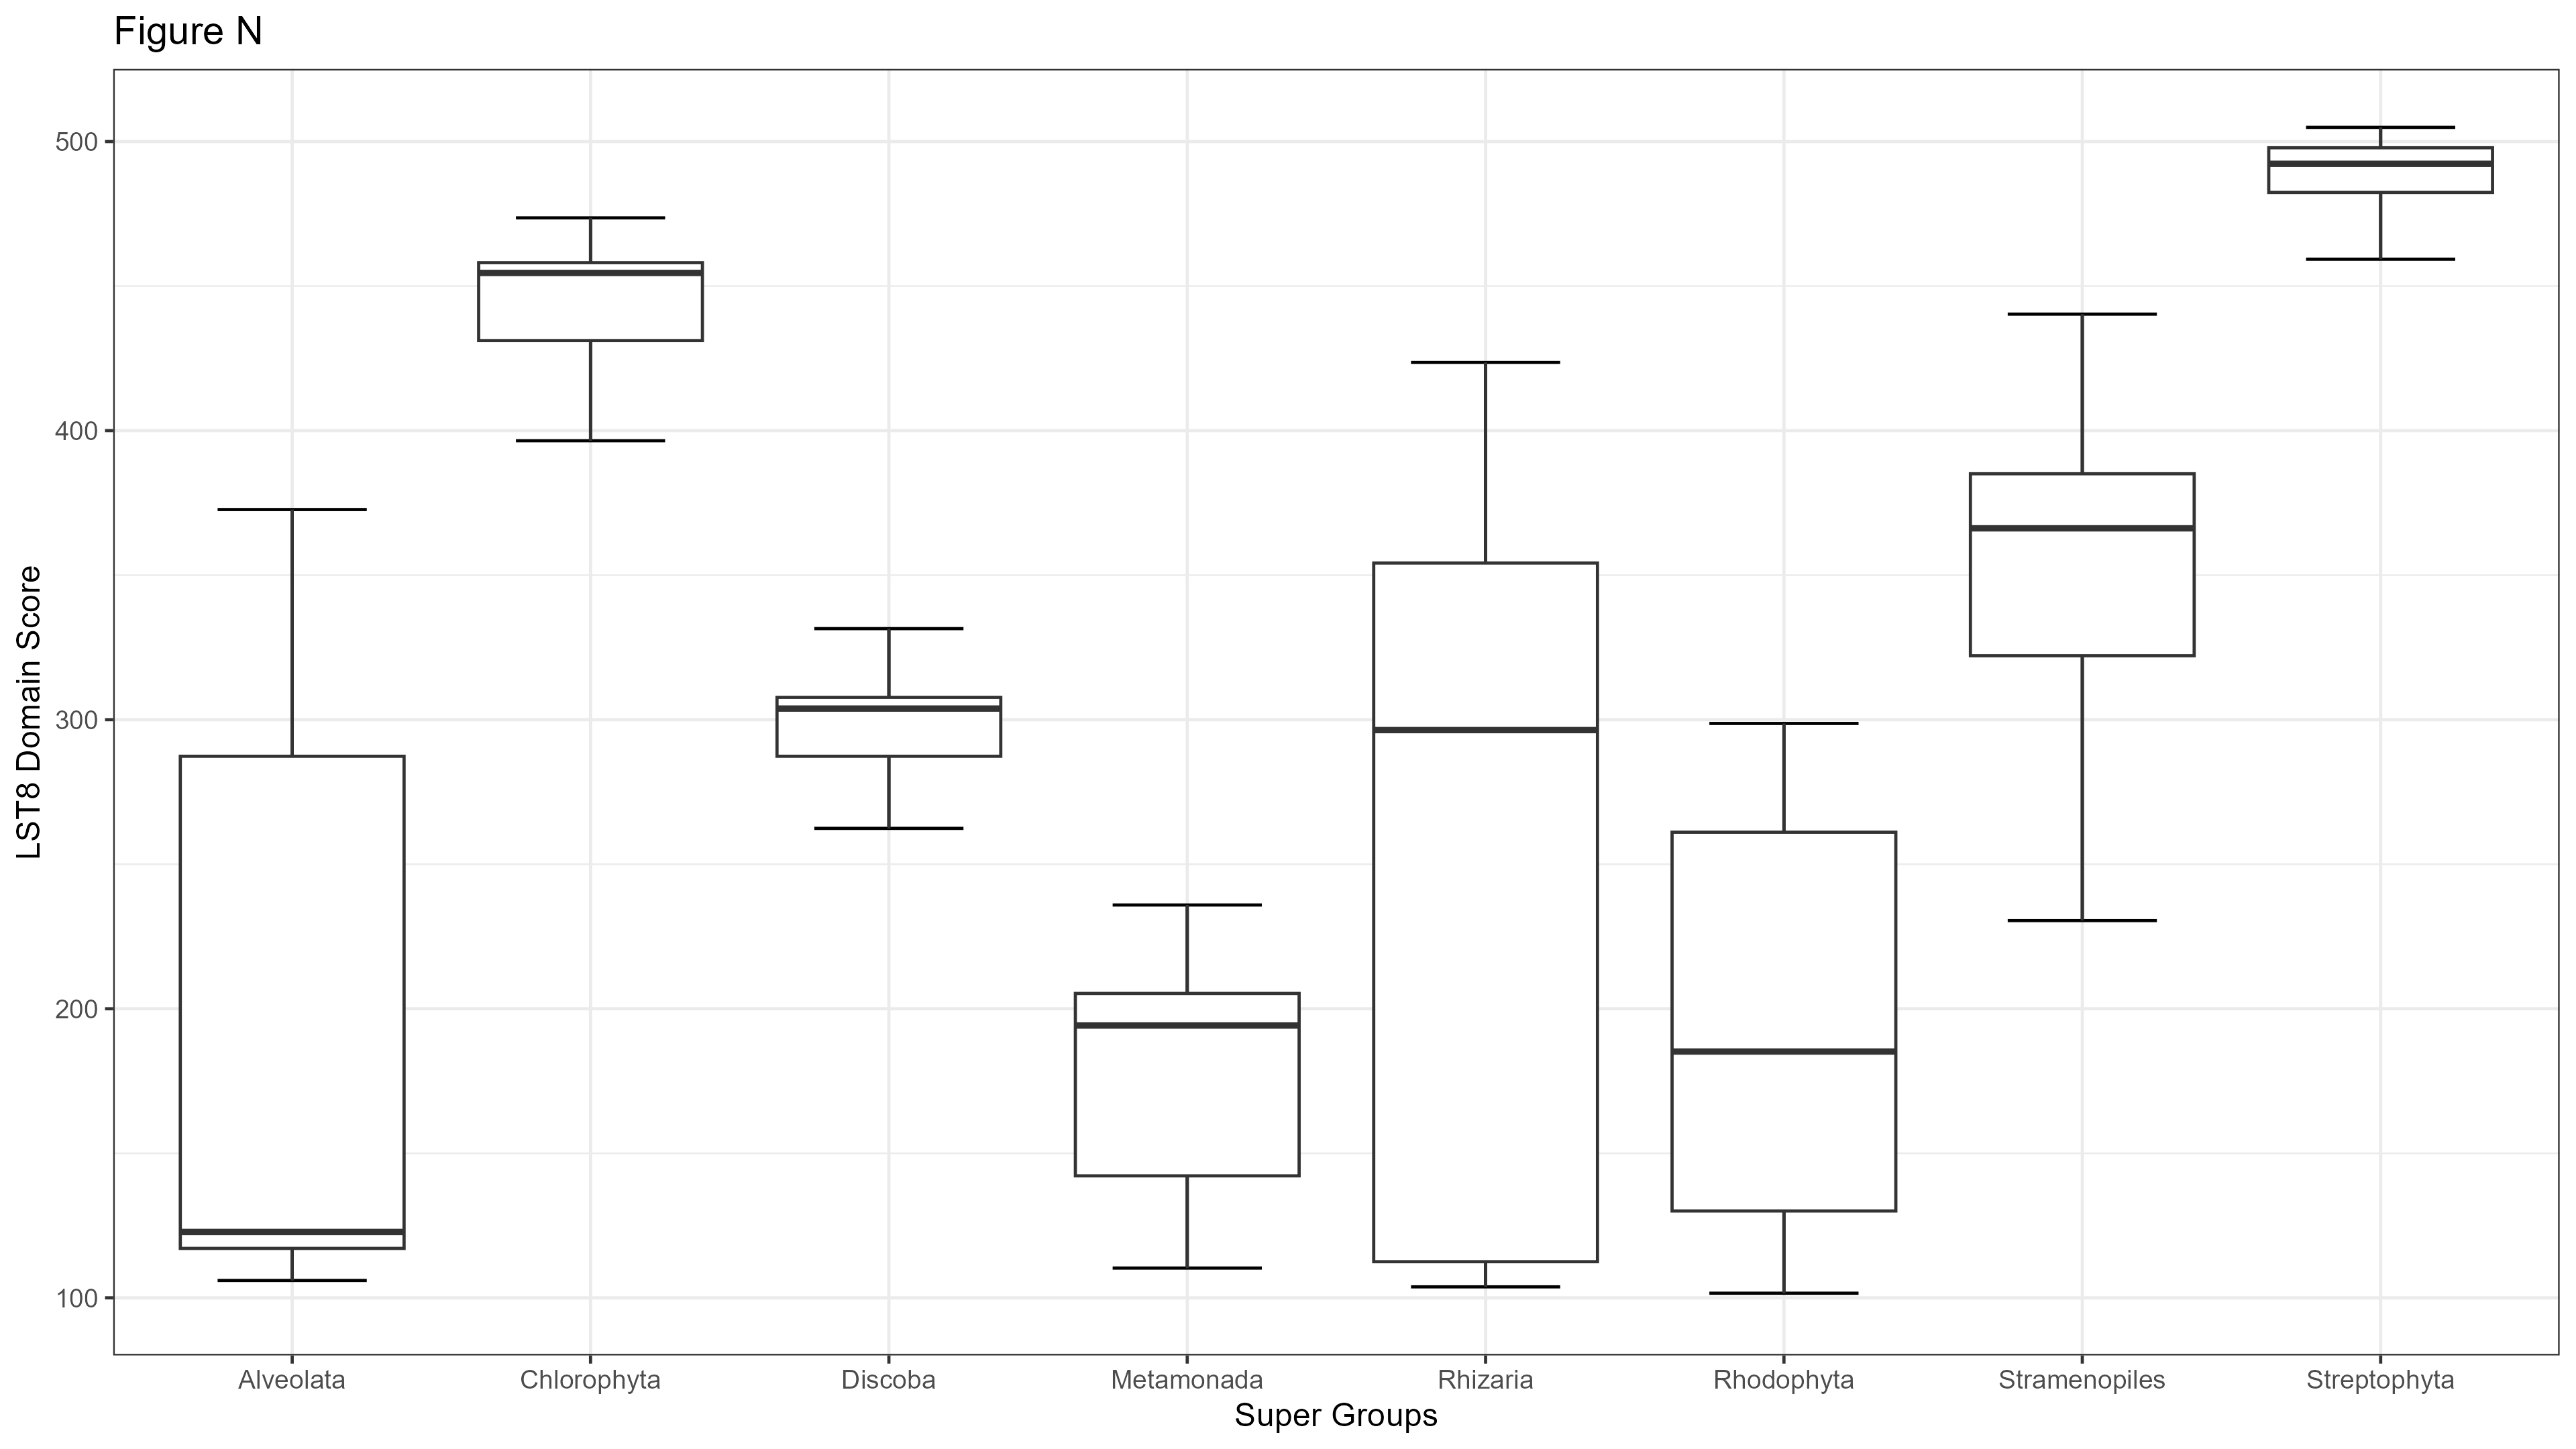 Figure N
LST8 Domain Score
500
400
300
200
100
Alveolata Chlorophyta Discoba Metamonada Rhizaria Rhodophyta Stramenopiles Streptophyta
Super Groups